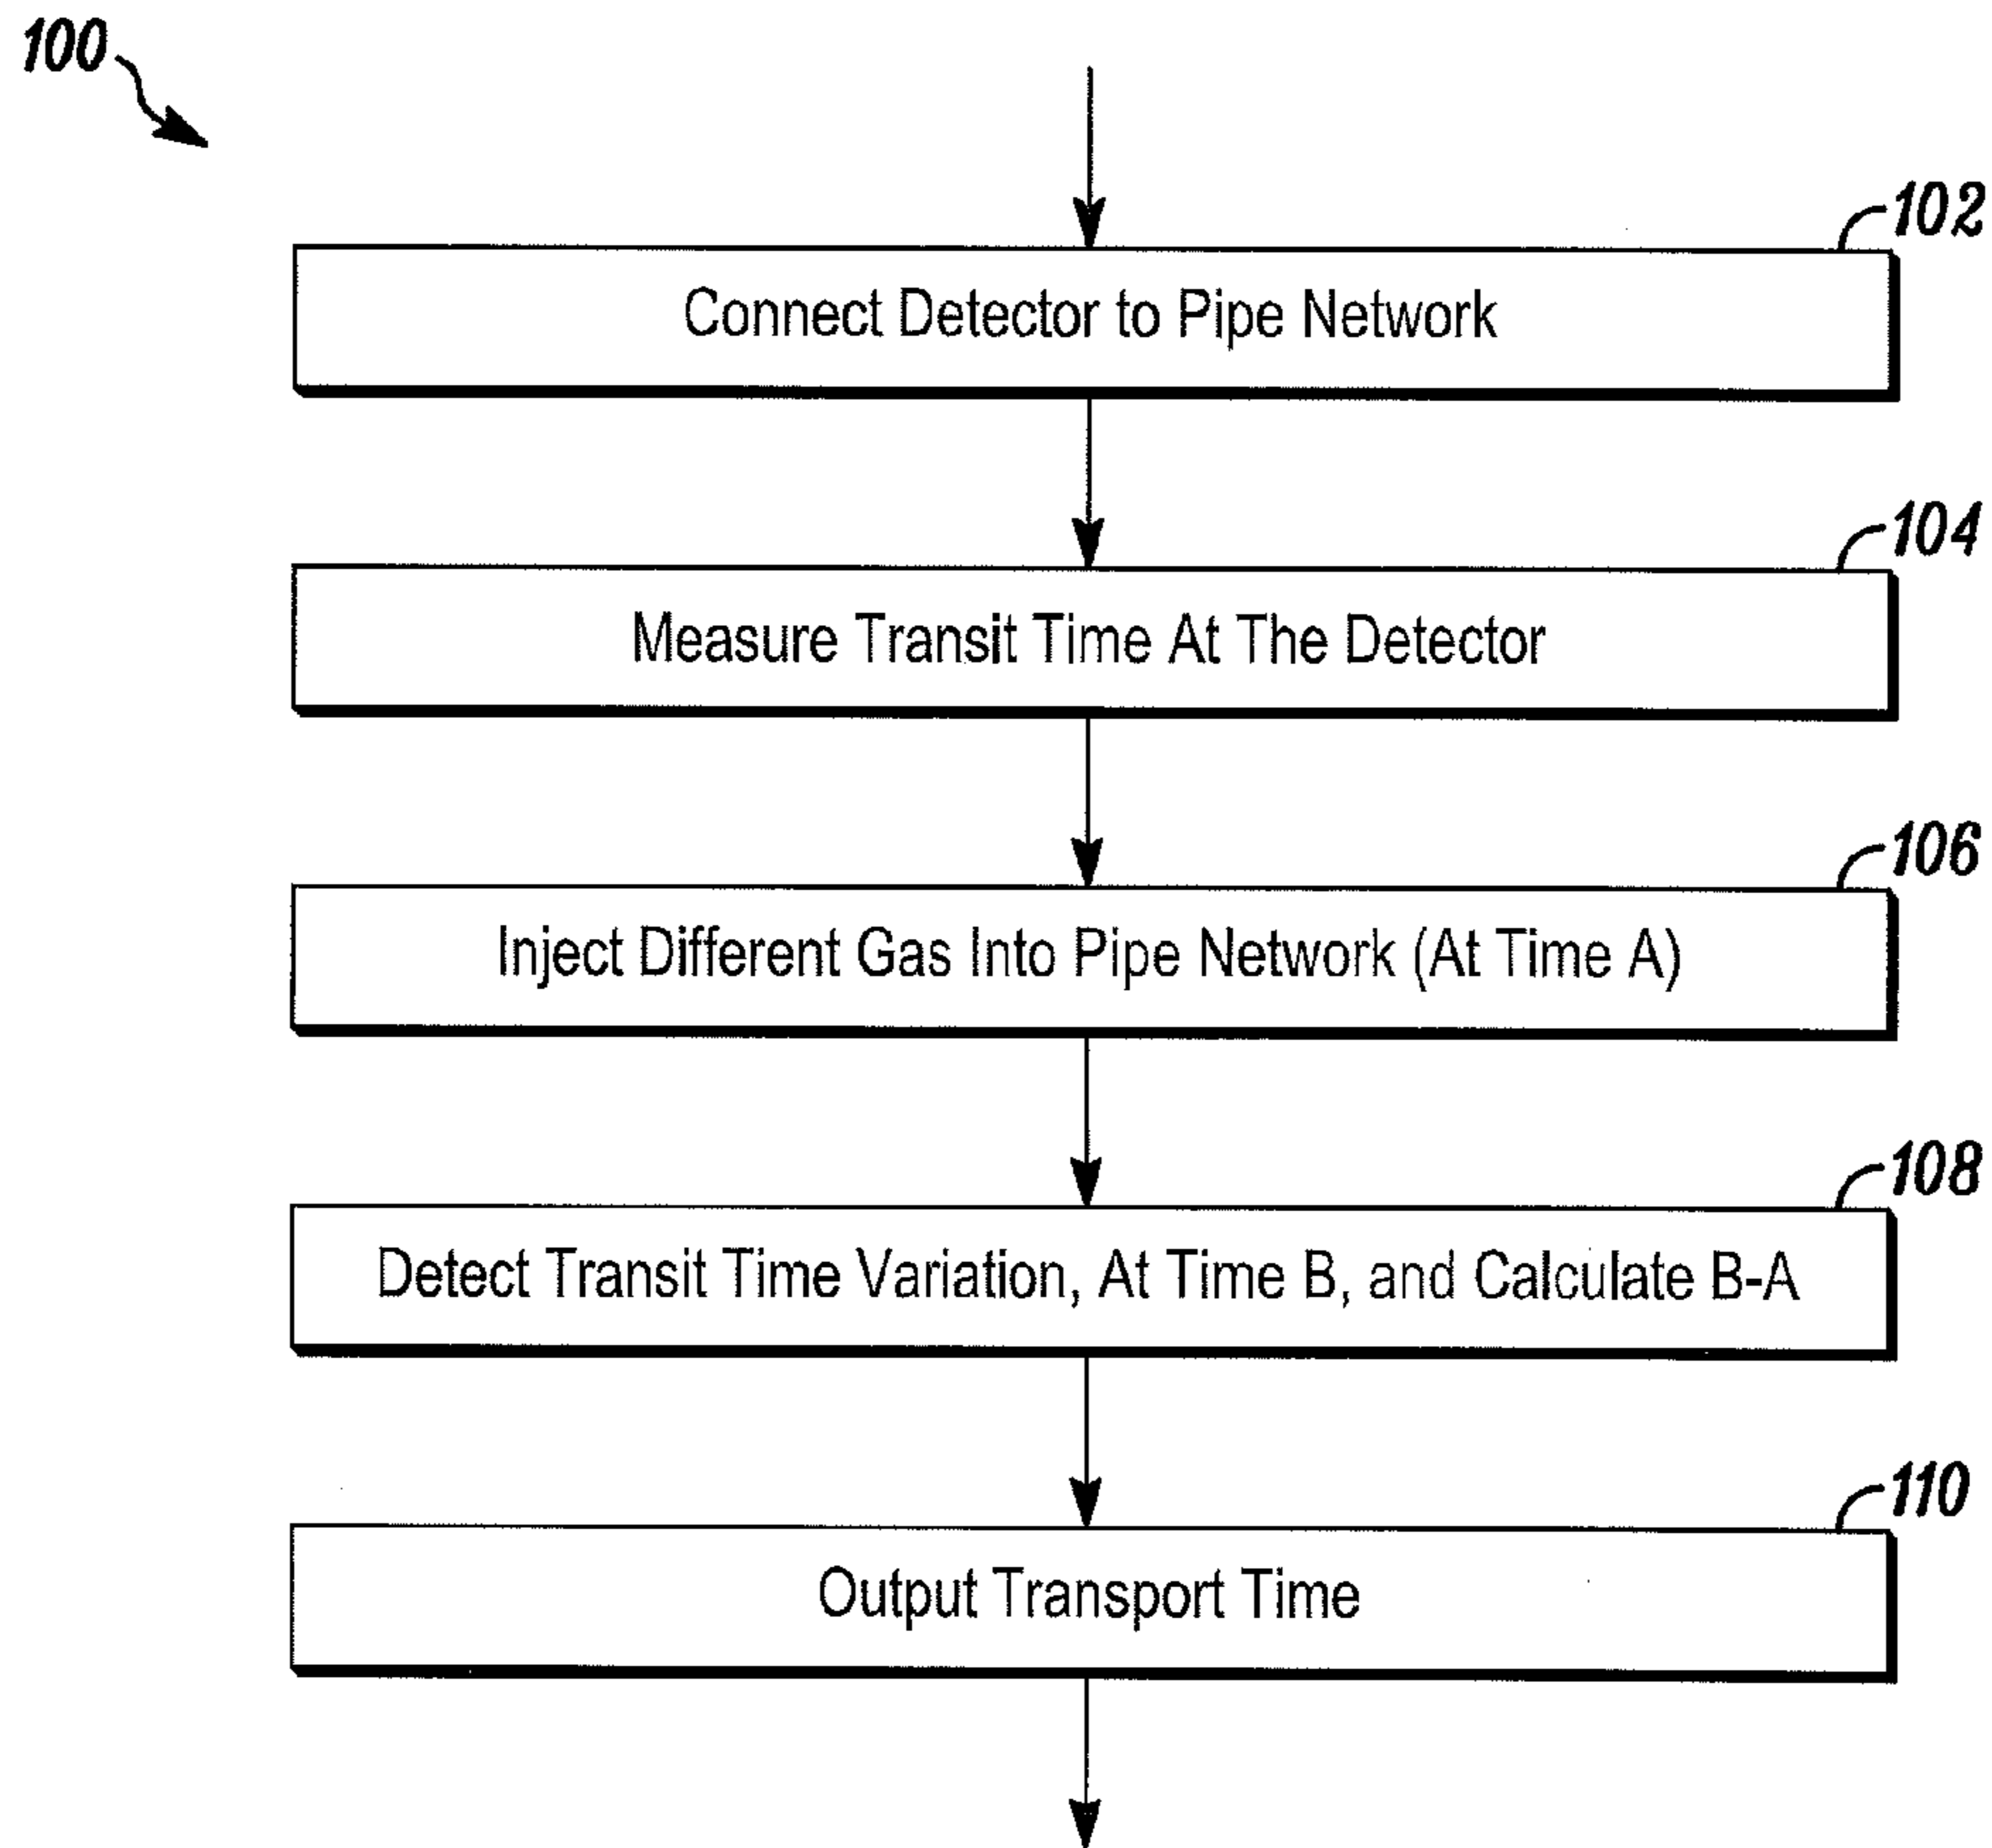 100
102
Connect Detector to Pipe Network
104
Measure Transit Time At The Detector
106
Inject Different Gas Into Pipe Network (At Time A)
108
Detect Transit Time Variation, At Time B, and Calculate B-A
110
Output Transport Time